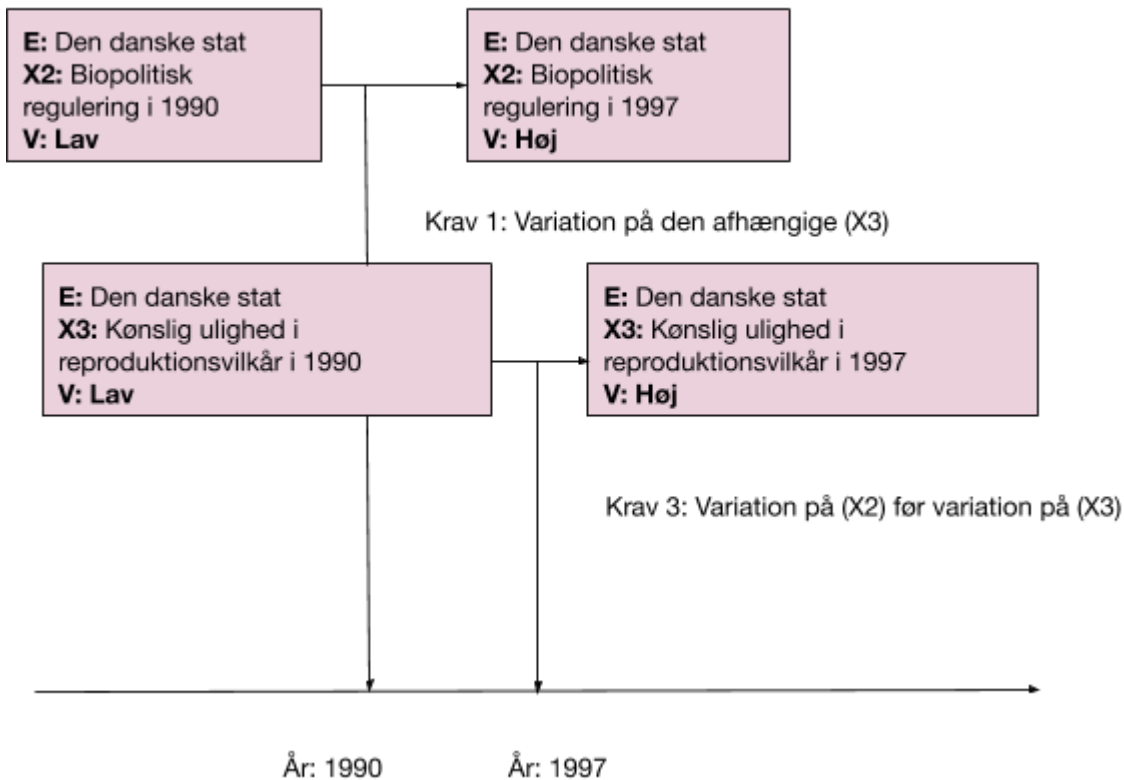 E: Den danske stat
X2: Biopolitisk
regulering i 1990
V: Lav
E: Den danske stat
X2: Biopolitisk
regulering i 1997
V: Høj
Krav 1: Variation på den afhængige (X3)
E: Den danske stat
X3: Kønslig ulighed i
reproduktionsvilkår i 1990
V: Lav
E: Den danske stat
X3: Kønslig ulighed i
reproduktionsvilkår i 1997
V: Høj
Krav 3: Variation på (X2) før variation på (X3)
År: 1990
År: 1997